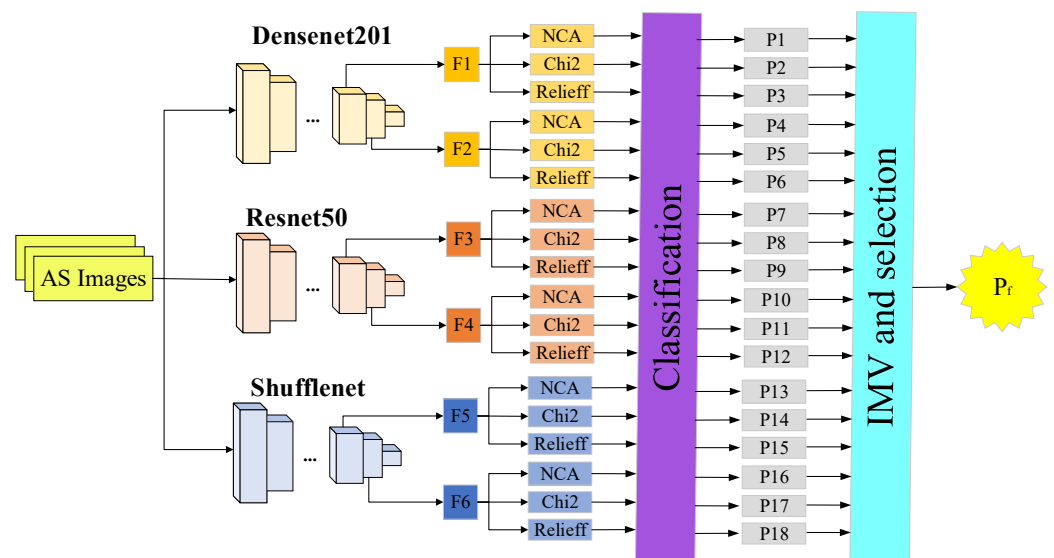 AS Images
Densenet201
...
F1
NCA
Chi2
Relieff
F2
NCA
Chi2
Relieff
Resnet50
...
F3
NCA
Chi2
Relieff
F4
NCA
Chi2
Relieff
Shufflenet
...
F5
NCA
Chi2
Relieff
F6
NCA
Chi2
Relieff
Classification
P1
P2
P3
P4
P5
P6
P7
P8
P9
P10
P11
P12
P13
P14
P15
P16
P17
P18
IMV and selection
Pf